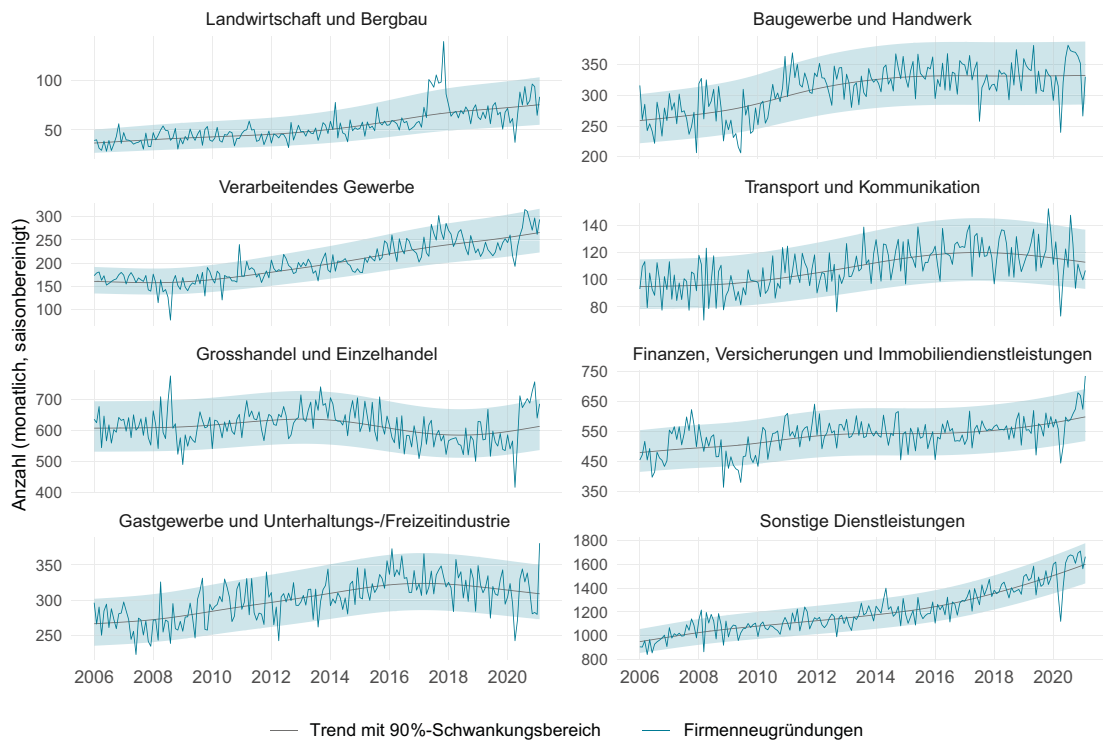 Anzahl (monatlich, saisonbereinigt)
Landwirtschaft und Bergbau
100
50
Baugewerbe und Handwerk
350
300
250
200
Verarbeitendes Gewerbe
300
250
200
150
100
Transport und Kommunikation
140
120
100
80
Grosshandel und Einzelhandel
700
600
500
400
Finanzen, Versicherungen und Immobiliendienstleistungen
750
650
550
450
350
Gastgewerbe und Unterhaltungs-/Freizeitindustrie
350
300
250
2006 2008 2010 2012 2014 2016 2018 2020
Sonstige Dienstleistungen
1800
1600
1400
1200
1000
800
2006 2008 2010 2012 2014 2016 2018 2020
Trend mit 90%-Schwankungsbereich
Firmenneugründungen